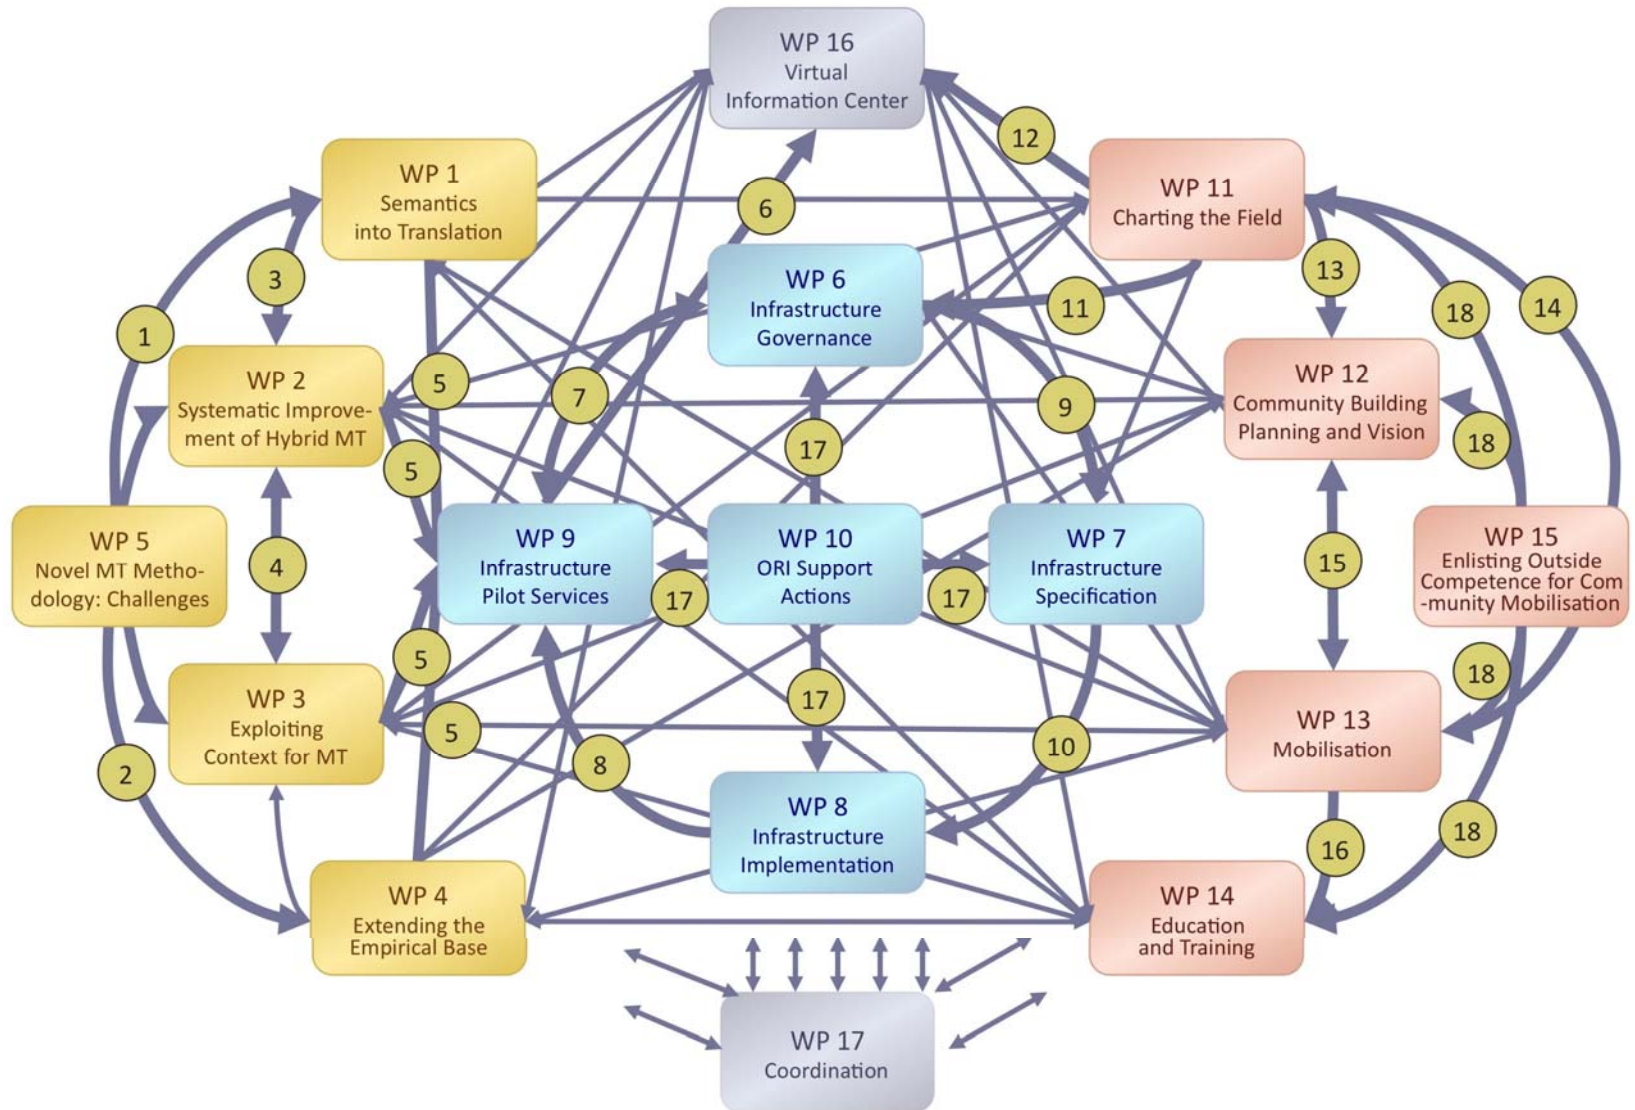 WP 16
Virtual
Information Center
12
WP 1
Semantics
into Translation
6
WP 11
Charting the Field
3
WP 6
Infrastructure
Governance
13
11
18
14
1
WP 2
Systematic Improve-
ment of Hybrid MT
5
7
9
WP 12
Community Building
Planning and Vision
5
17
18
WP 5
Novel MT Metho-
dology: Challenges
4
WP 9
Infrastructure
Pilot Services
WP 10
ORI Support
Actions
WP 7
Infrastructure
Specification
15
WP 15
Enlisting Outside
Competence for Com
-munity Mobilisation
17
17
5
18
WP 3
Exploiting
Context for MT
17
WP 13
Mobilisation
5
10
2
8
WP 8
Infrastructure
Implementation
16
18
WP 4
Extending the
Empirical Base
WP 14
Education
and Training
WP 17
Coordination